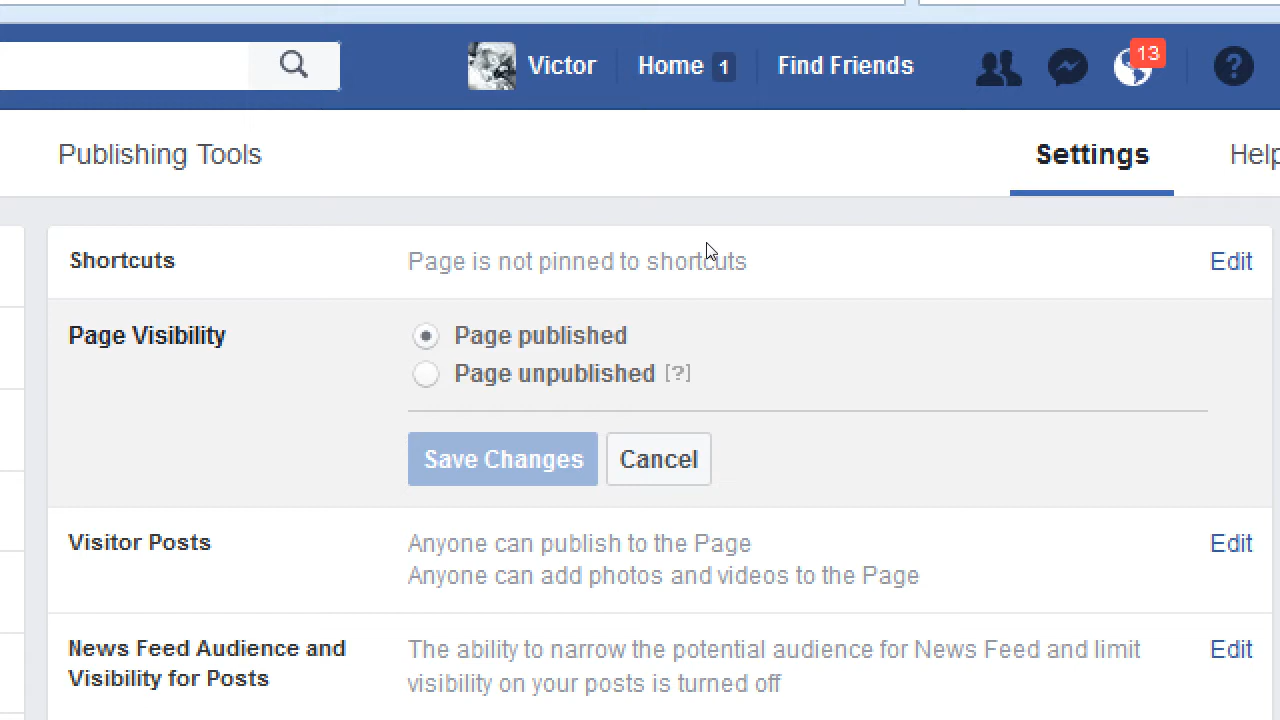 Victor Home 1 Find Friends 13 ?
Publishing Tools Settings Help
Shortcuts Page is not pinned to shortcuts Edit
Page Visibility Page published
Page unpublished [?]
Save Changes Cancel
Visitor Posts Anyone can publish to the Page Edit
Anyone can add photos and videos to the Page
News Feed Audience and The ability to narrow the potential audience for News Feed and limit Edit
Visibility for Posts visibility on your posts is turned off